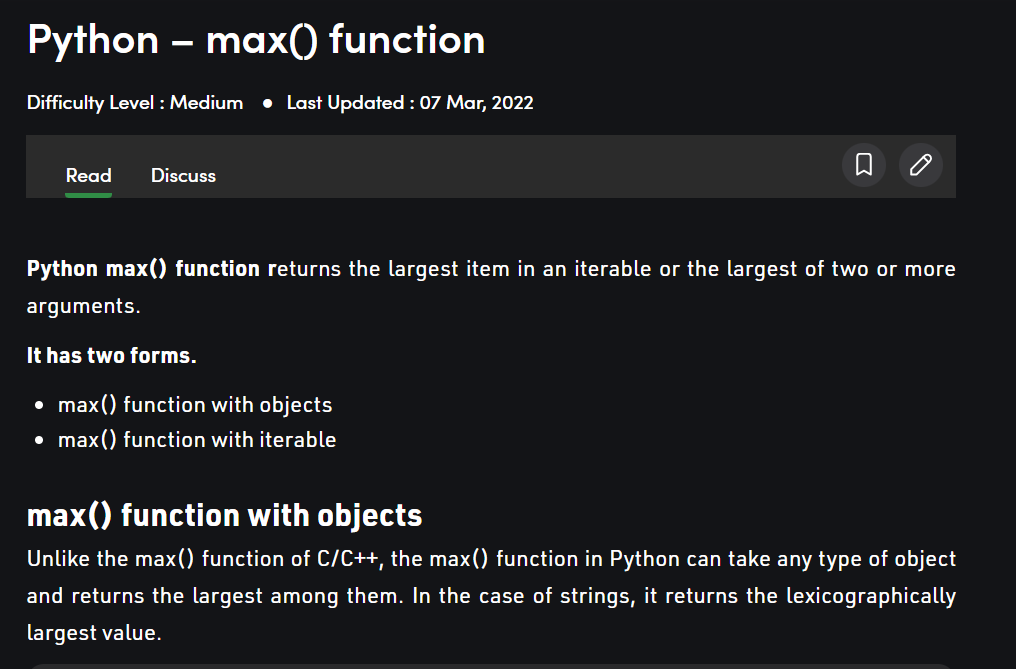 Python – max() function
Difficulty Level : Medium ● Last Updated : 07 Mar, 2022
Read Discuss
Python max() function returns the largest item in an iterable or the largest of two or more
arguments.
It has two forms.
• max() function with objects
• max() function with iterable
max() function with objects
Unlike the max() function of C/C++, the max() function in Python can take any type of object
and returns the largest among them. In the case of strings, it returns the lexicographically
largest value.